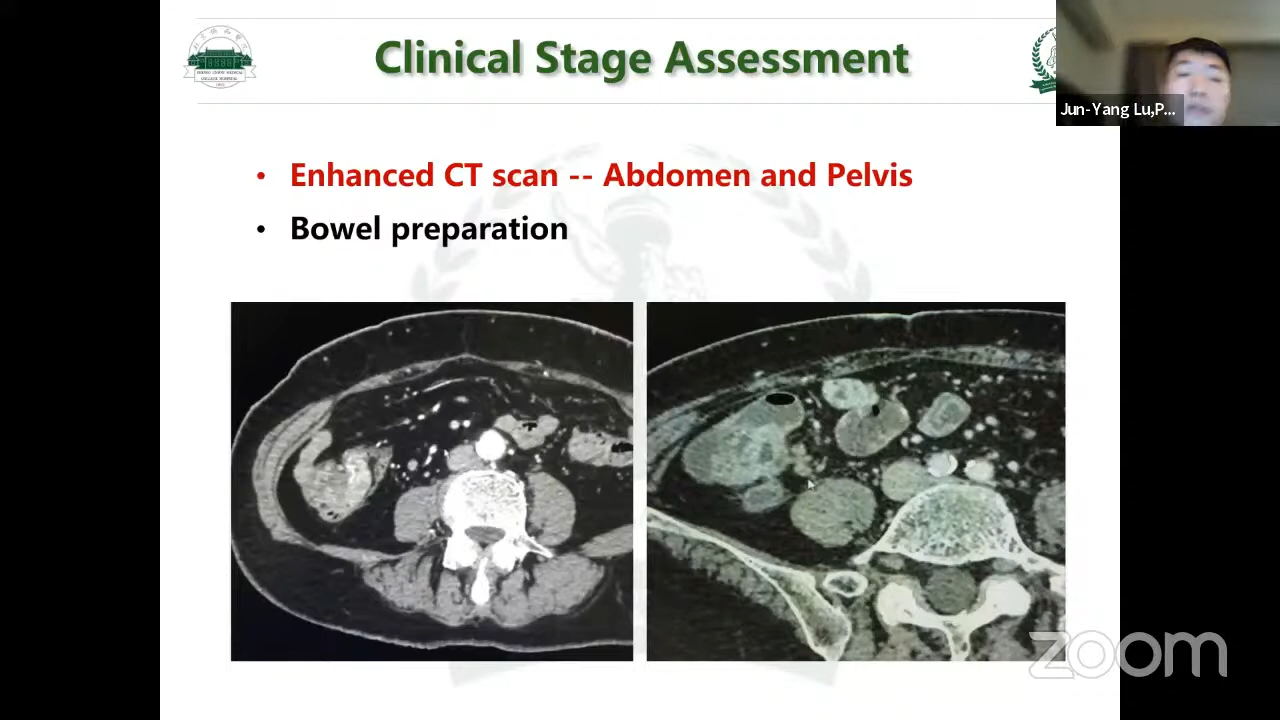 Clinical Stage Assessment
Jun-Yang Lu,P...
• Enhanced CT scan -- Abdomen and Pelvis
• Bowel preparation
zoom